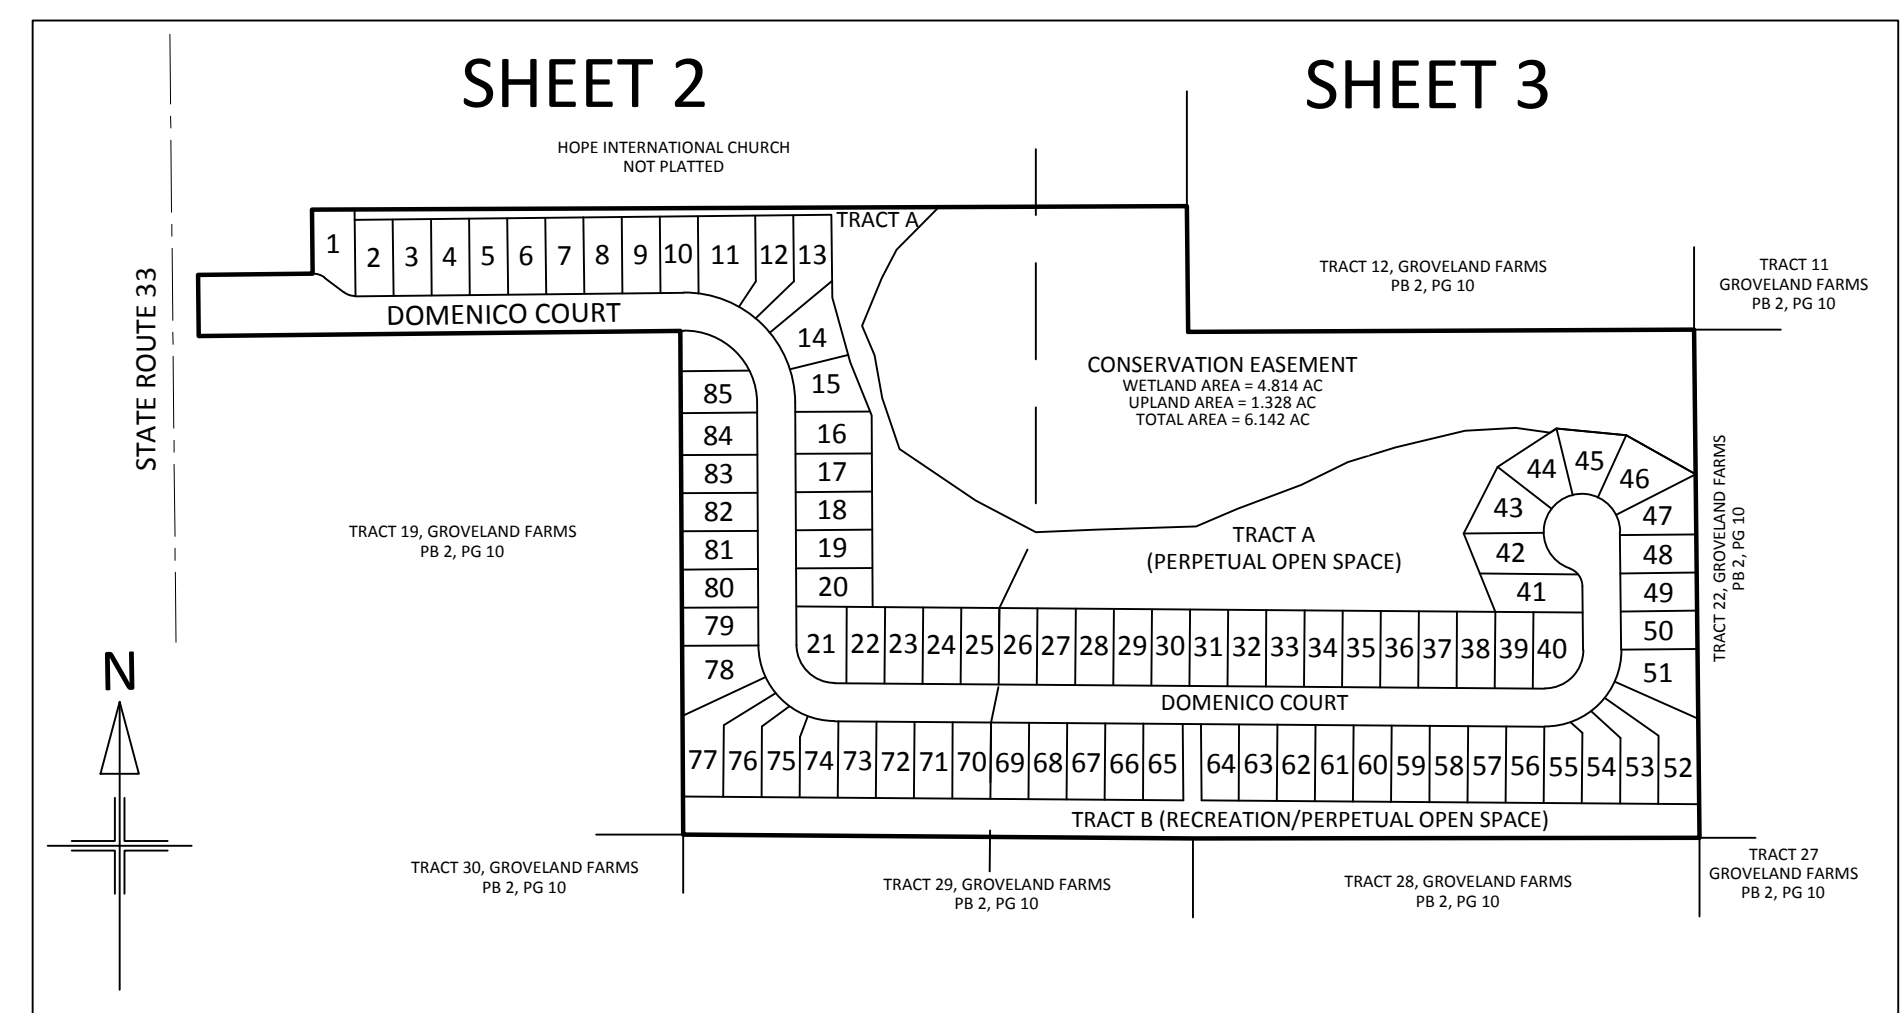 SHEET 2
SHEET 3
HOPE INTERNATIONAL CHURCH
NOT PLATTED
TRACT A
1 2 3 4 5 6 7 8 9 10 11 12 13
TRACT 12, GROVELAND FARMS
PB 2, PG 10
TRACT 11
GROVELAND FARMS
PB 2, PG 10
STATE ROUTE 33
DOMENICO COURT
14
15
16
17
18
19
20
85
84
83
82
81
80
79
78
CONSERVATION EASEMENT
WETLAND AREA = 4.814 AC
UPLAND AREA = 1.328 AC
TOTAL AREA = 6.142 AC
TRACT 19, GROVELAND FARMS
PB 2, PG 10
TRACT A
(PERPETUAL OPEN SPACE)
44 45 46
43
42
41
47
48
49
50
51
TRACT 22, GROVELAND FARMS
PB 2, PG 10
21 22 23 24 25 26 27 28 29 30 31 32 33 34 35 36 37 38 39 40
N
DOMENICO COURT
77 76 75 74 73 72 71 70 69 68 67 66 65 64 63 62 61 60 59 58 57 56 55 54 53 52
TRACT B (RECREATION/PERPETUAL OPEN SPACE)
TRACT 30, GROVELAND FARMS
PB 2, PG 10
TRACT 29, GROVELAND FARMS
PB 2, PG 10
TRACT 28, GROVELAND FARMS
PB 2, PG 10
TRACT 27
GROVELAND FARMS
PB 2, PG 10